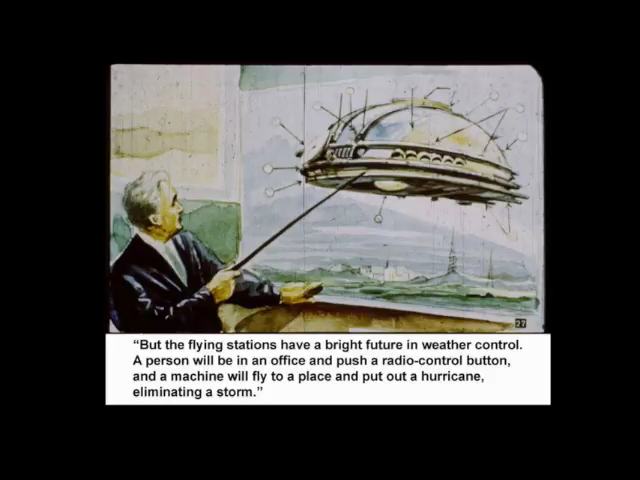 27
“But the flying stations have a bright future in weather control.
A person will be in an office and push a radio-control button,
and a machine will fly to a place and put out a hurricane,
eliminating a storm.”